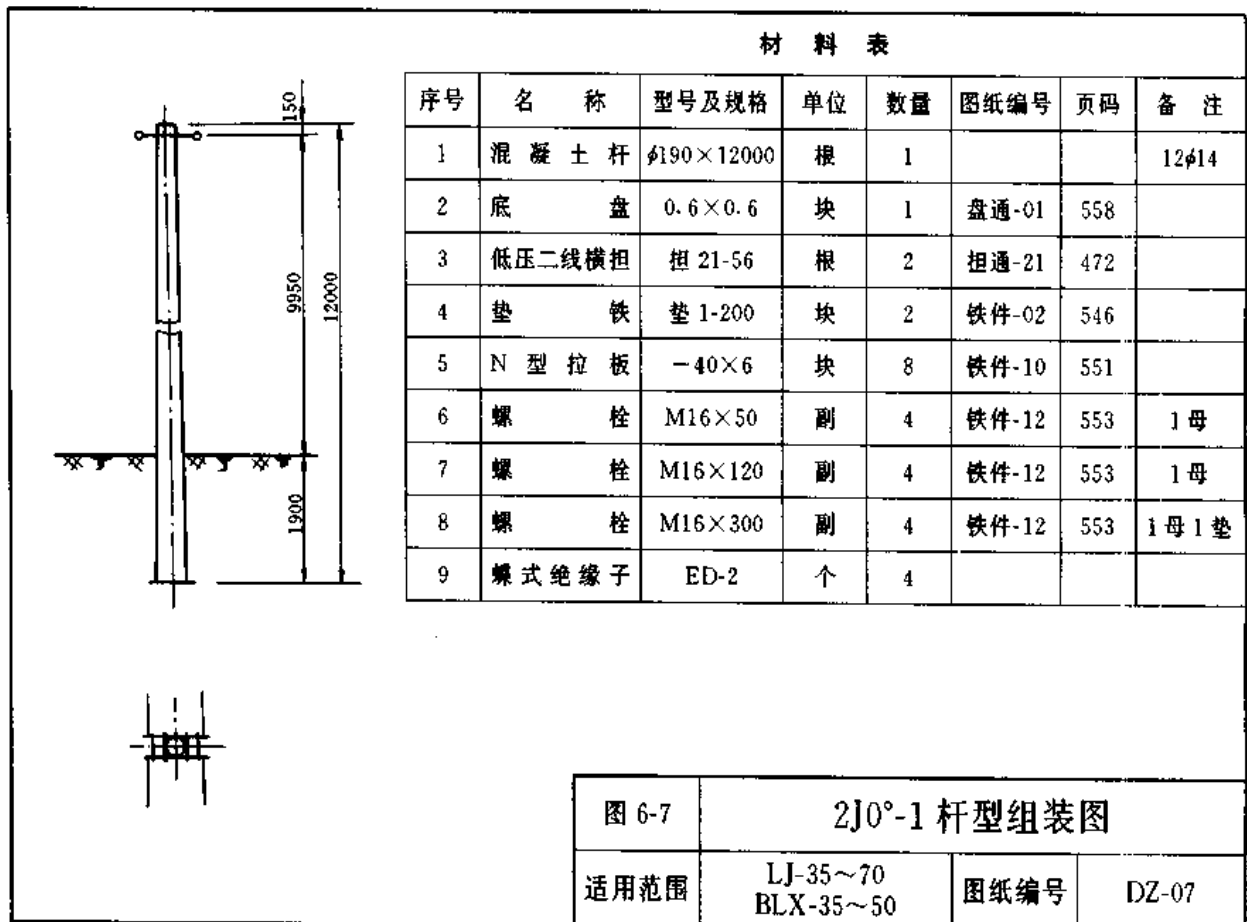 材 料 表
序号 名 称 型号及规格 单位 数量 图纸编号 页码 备 注
1 混凝土杆 ϕ190×12000 根 1 12ϕ14
2 底盘 0.6×0.6 块 1 盘通-01 558
3 低压二线横担 担 21-56 根 2 担通-21 472
4 垫铁 垫 1-200 块 2 铁件-02 546
5 N型拉板 -40×6 块 8 铁件-10 551
6 螺栓 M16×50 副 4 铁件-12 553 1母
7 螺栓 M16×120 副 4 铁件-12 553 1母
8 螺栓 M16×300 副 4 铁件-12 553 1母1垫
9 蝶式绝缘子 ED-2 个 4
150
9950
12000
1900
图 6-7 2J0°-1 杆型组装图
适用范围 LJ-35~70
BLX-35~50
图纸编号 DZ-07